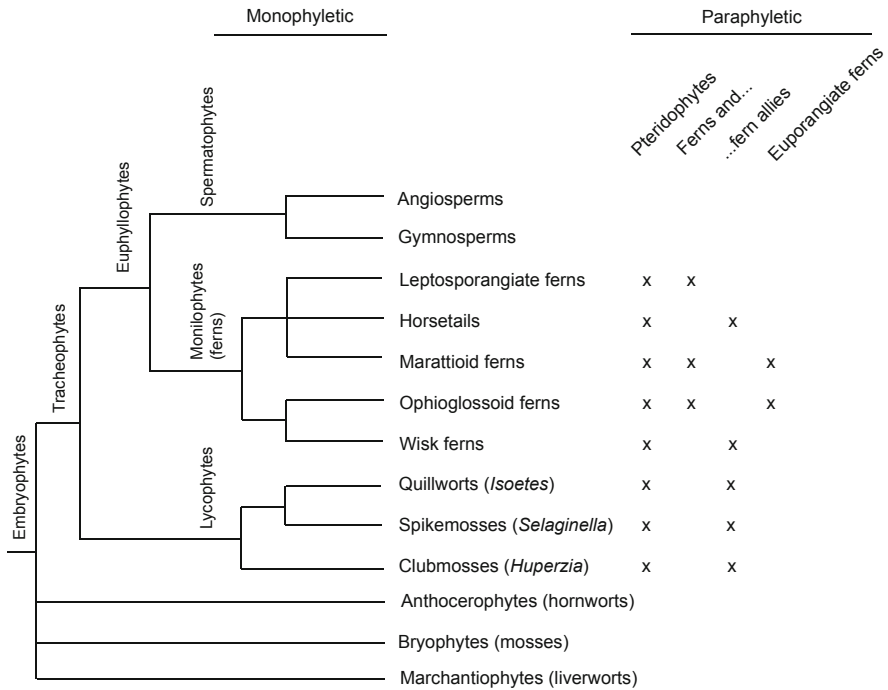 Monophyletic
Paraphyletic
Pteridophytes
Ferns and...
...fern allies
Euporangiate ferns
Spermatophytes
Euphyllophytes
Monilophytes
(ferns)
Tracheophytes
Lycophytes
Embryophytes
Angiosperms
Gymnosperms
Leptosporangiate ferns x x
Horsetails x x
Marattioid ferns x x x
Ophioglossoid ferns x x x
Wisk ferns x x
Quillworts (Isoetes) x x
Spikemosses (Selaginella) x x
Clubmosses (Huperzia) x x
Anthocerophytes (hornworts)
Bryophytes (mosses)
Marchantiophytes (liverworts)